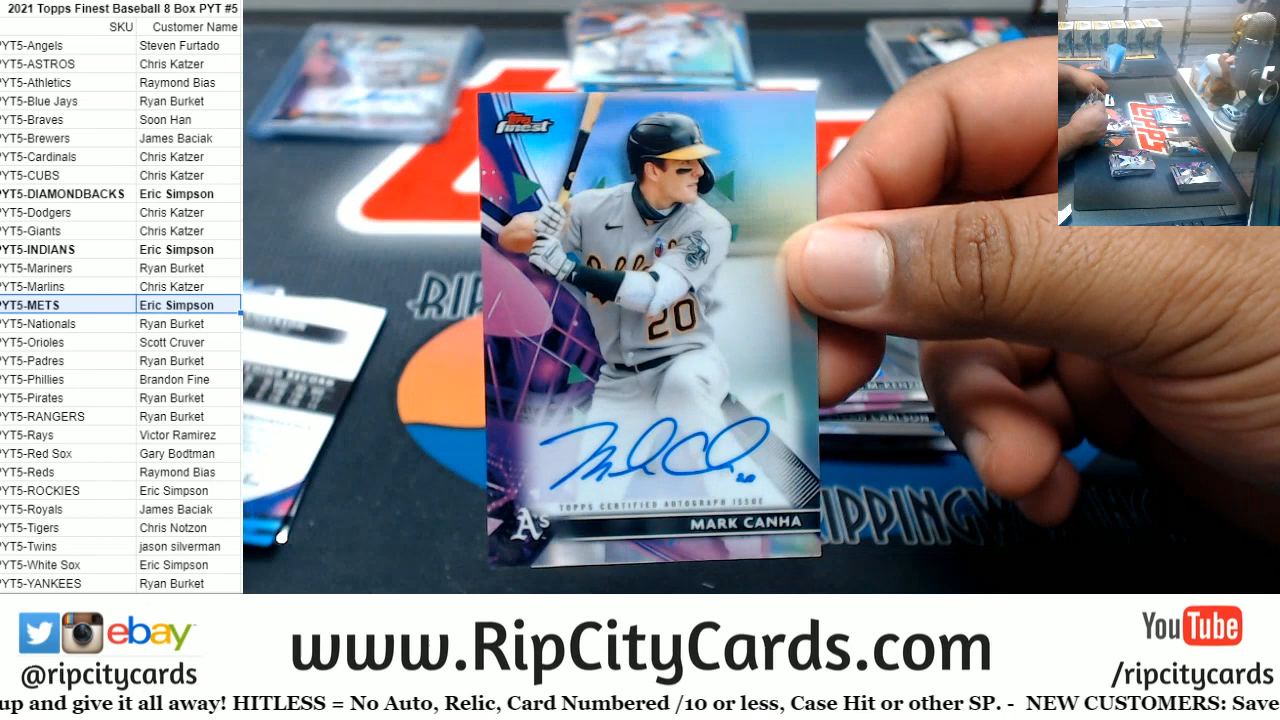 2021 Topps Finest Baseball 8 Box PYT #5
SKU Customer Name
PYT5-Angels Steven Furtado
PYT5-ASTROS Chris Katzer
PYT5-Athletics Raymond Bias
PYT5-Blue Jays Ryan Burket
PYT5-Braves Soon Han
PYT5-Brewers James Baciak
PYT5-Cardinals Chris Katzer
PYT5-CUBS Chris Katzer
PYT5-DIAMONDBACKS Eric Simpson
PYT5-Dodgers Chris Katzer
PYT5-Giants Chris Katzer
PYT5-INDIANS Eric Simpson
PYT5-Mariners Ryan Burket
PYT5-Marlins Chris Katzer
PYT5-METS Eric Simpson
PYT5-Nationals Ryan Burket
PYT5-Orioles Scott Cruver
PYT5-Padres Ryan Burket
PYT5-Phillies Brandon Fine
PYT5-Pirates Ryan Burket
PYT5-RANGERS Ryan Burket
PYT5-Rays Victor Ramirez
PYT5-Red Sox Gary Bodtman
PYT5-Reds Raymond Bias
PYT5-ROCKIES Eric Simpson
PYT5-Royals James Baciak
PYT5-Tigers Chris Notzon
PYT5-Twins jason silverman
PYT5-White Sox Eric Simpson
PYT5-YANKEES Ryan Burket
Topps
finest
20
TOPPS CERTIFIED AUTOGRAPH ISSUE
A's MARK CANHA
RIP
CARLSON
RIPPINGW
ebay
@ripcitycards
www.RipCityCards.com
YouTube
/ripcitycards
up and give it all away! HITLESS = No Auto, Relic, Card Numbered /10 or less, Case Hit or other SP. - NEW CUSTOMERS: Save